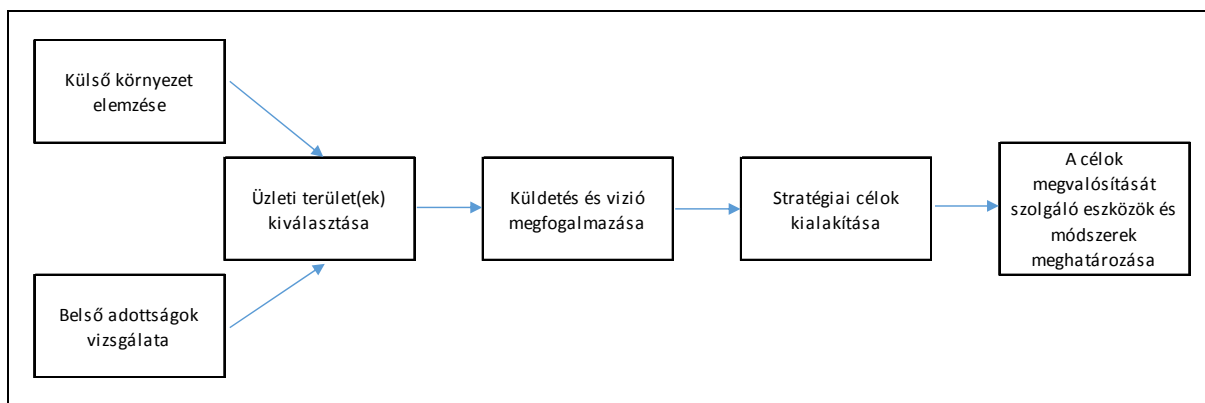 Külső környezet
elemzése
Belső adottságok
vizsgálata
Üzleti terület(ek)
kiválasztása
Küldetés és vizió
megfogalmazása
Stratégiai célok
kialakítása
A célok
megvalósítását
szolgáló eszközök és
módszerek
meghatározása